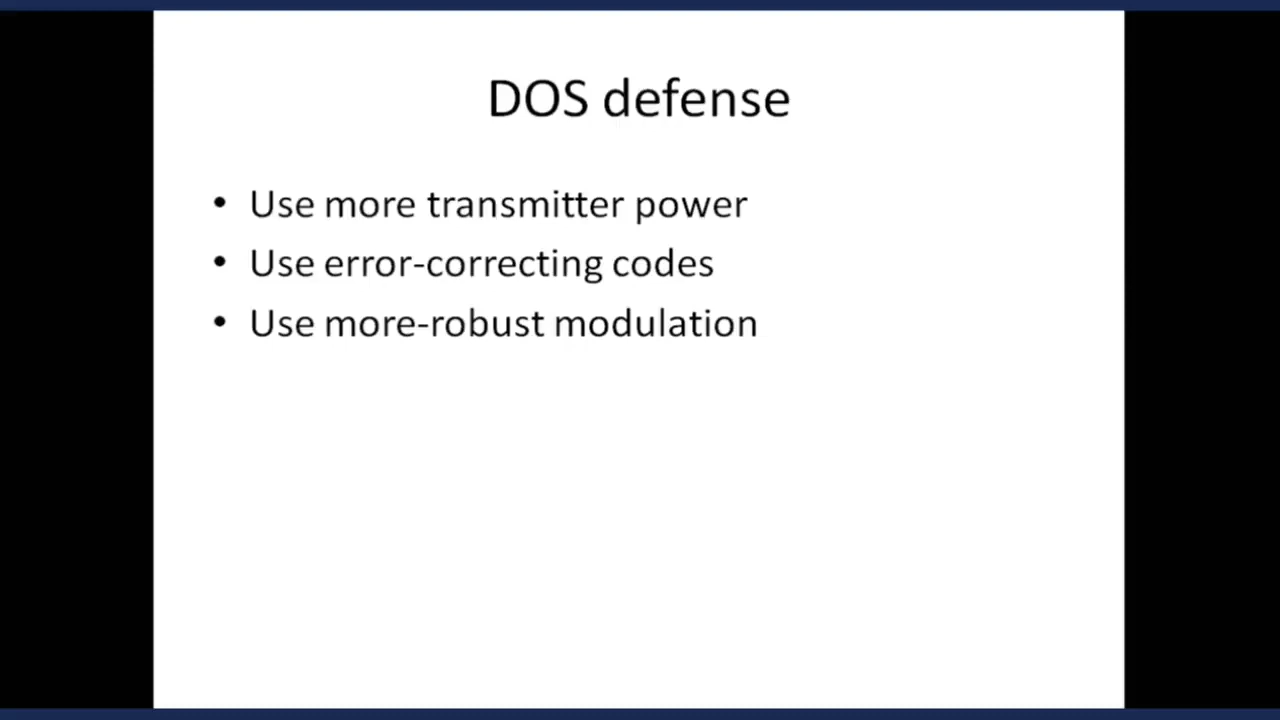 DOS defense
• Use more transmitter power
• Use error-correcting codes
• Use more-robust modulation